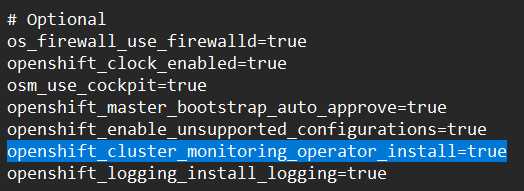 # Optional
os_firewall_use_firewalld=true
openshift_clock_enabled=true
osm_use_cockpit=true
openshift_master_bootstrap_auto_approve=true
openshift_enable_unsupported_configurations=true
openshift_cluster_monitoring_operator_install=true
openshift_logging_install_logging=true